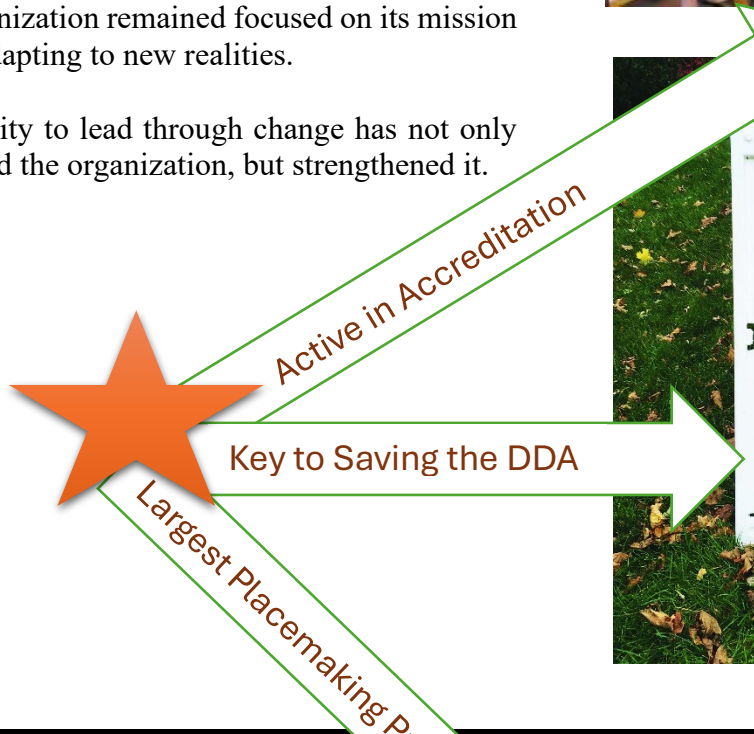 nization remained focused on its mission
apting to new realities.
ity to lead through change has not only
d the organization, but strengthened it.
Active in Accreditation
Key to Saving the DDA
Largest Placemaking P